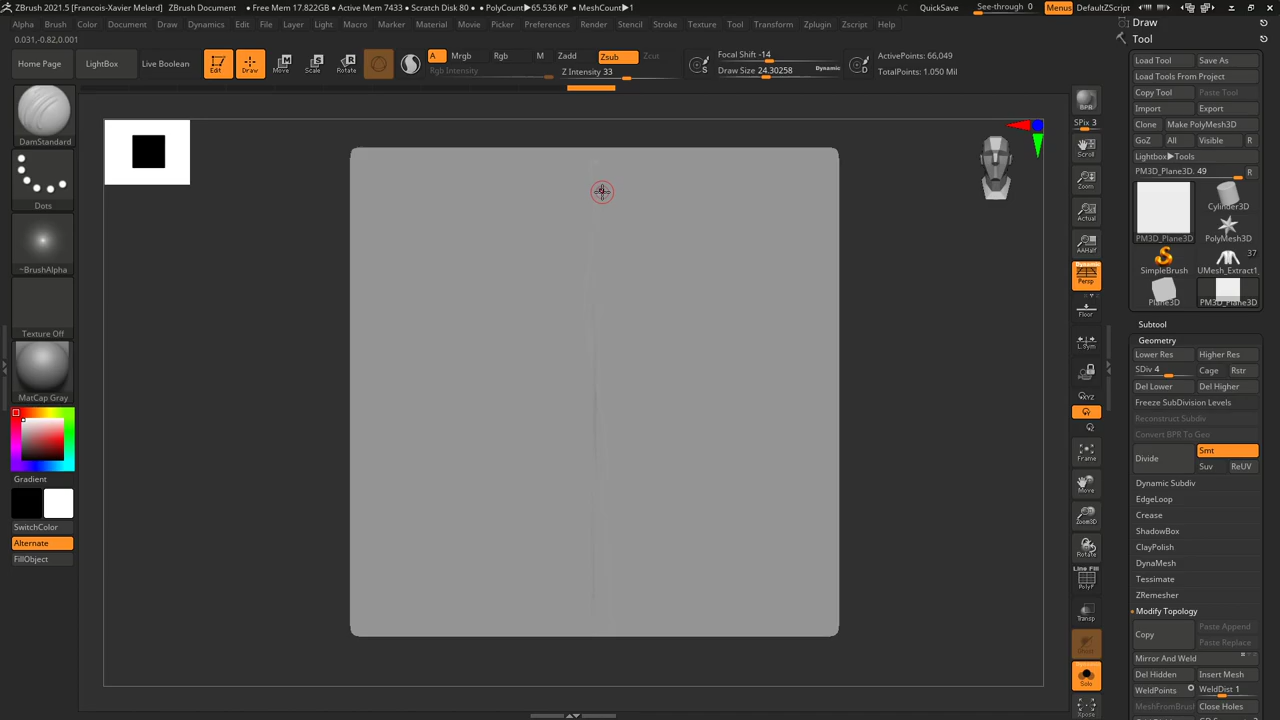 ZBrush 2021.5 [Francois-Xavier Melard] ZBrush Document • Free Mem 17.822GB • Active Mem 7433 • Scratch Disk 80 • PolyCount▶65.536 KP • MeshCount▶1
AC QuickSave See-through 0 Menus DefaultZScript
Alpha Brush Color Document Draw Dynamics Edit File Layer Light Macro Marker Material Movie Picker Preferences Render Stencil Stroke Texture Tool Transform Zplugin Zscript Help
0.031,-0.82,0.001
Home Page LightBox Live Boolean Edit Draw Move Scale Rotate
A Mrgb Rgb M Zadd Zsub Zcut
Rgb Intensity Z Intensity 33
S Focal Shift -14
Draw Size 24.30258 Dynamic D
ActivePoints: 66,049
TotalPoints: 1.050 Mil
DamStandard
Dots
~BrushAlpha
Texture Off
MatCap Gray
Gradient
SwitchColor
Alternate
FillObject
BPR
SPix 3
Scroll
Zoom
Actual
AAHalf
Dynamic
Persp
Floor
L.Sym
XYZ
Y
Z
Frame
Move
Zoom3D
Rotate
Line Fill
PolyF
Transp
Ghost
Solo
Xpose
Draw
Tool
Load Tool Save As
Load Tools From Project
Copy Tool Paste Tool
Import Export
Clone Make PolyMesh3D
GoZ All Visible R
Lightbox▶Tools
PM3D_Plane3D. 49 R
PM3D_Plane3D Cylinder3D
PolyMesh3D
37
SimpleBrush UMesh_Extract1_
Plane3D PM3D_Plane3D
Subtool
Geometry
Lower Res Higher Res
SDiv 4 Cage Rstr
Del Lower Del Higher
Freeze SubDivision Levels
Reconstruct Subdiv
Convert BPR To Geo
Divide Smt
Suv ReUV
Dynamic Subdiv
EdgeLoop
Crease
ShadowBox
ClayPolish
DynaMesh
Tessimate
ZRemesher
Modify Topology
Copy Paste Append
Paste Replace
Mirror And Weld
Del Hidden Insert Mesh
WeldPoints WeldDist 1
MeshFromBrush Close Holes